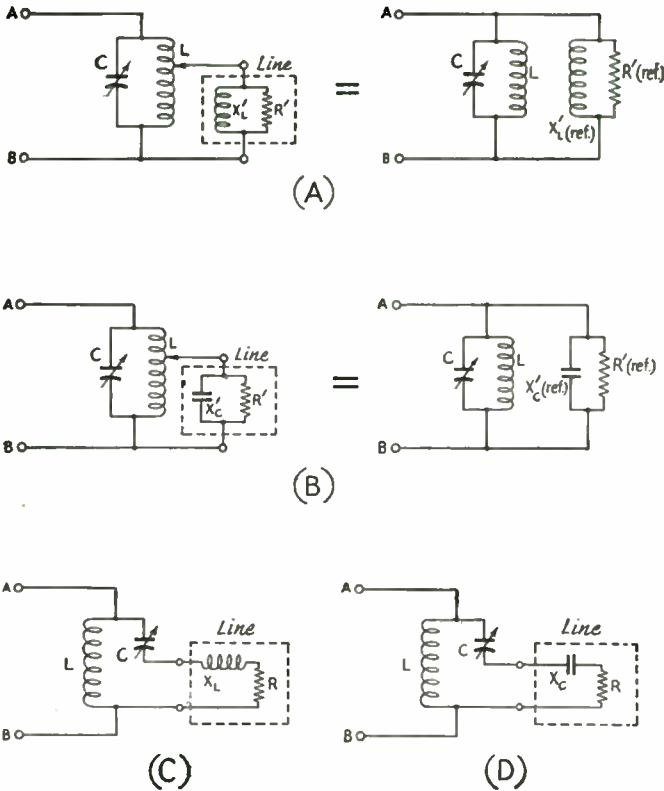 A
C
L
Line
X'L
R'
B
=
A
C
L
R'(ref.)
X'L(ref.)
B
(A)
A
C
L
Line
X'C
R'
B
=
A
C
L
X'C(ref.)
R'(ref.)
B
(B)
A
L
C
Line
XL
R
B
(C)
A
L
C
Line
XC
R
B
(D)